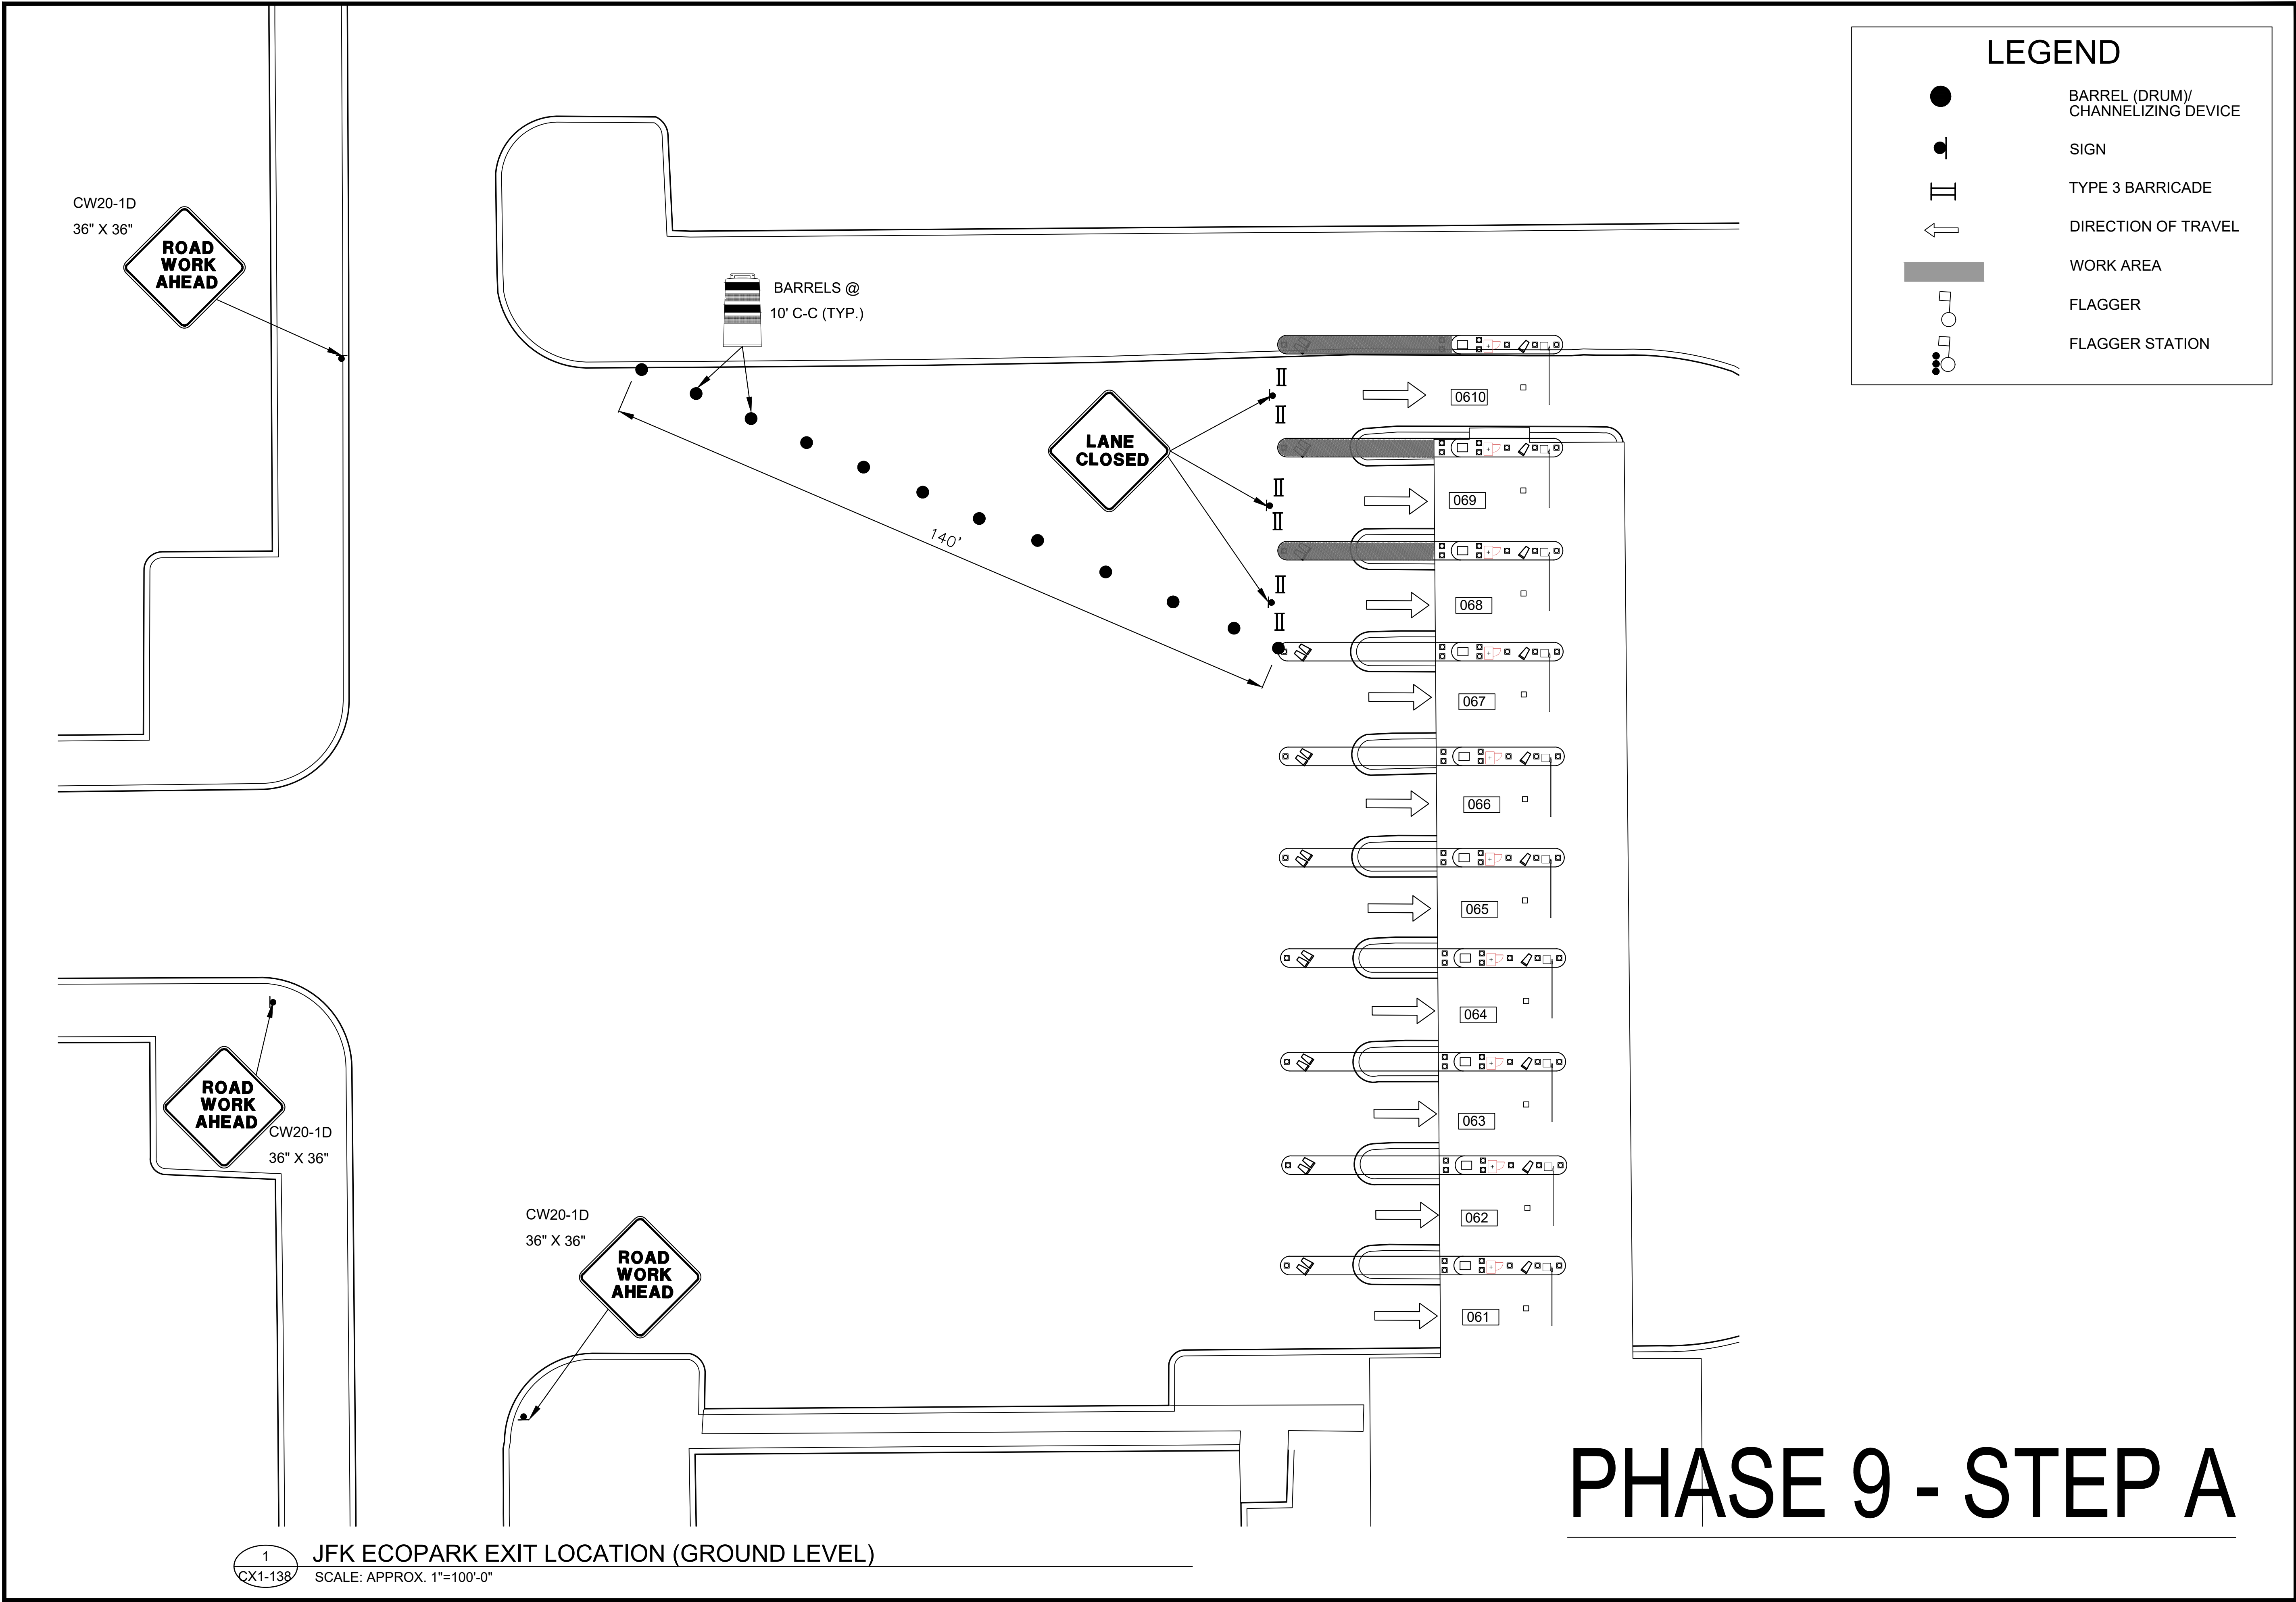 LEGEND
BARREL (DRUM)/
CHANNELIZING DEVICE
SIGN
TYPE 3 BARRICADE
DIRECTION OF TRAVEL
WORK AREA
FLAGGER
FLAGGER STATION
CW20-1D
36" X 36"
ROAD
WORK
AHEAD
BARRELS @
10' C-C (TYP.)
LANE
CLOSED
140'
0610
069
068
067
066
065
064
063
062
061
ROAD
WORK
AHEAD
CW20-1D
36" X 36"
CW20-1D
36" X 36"
ROAD
WORK
AHEAD
PHASE 9 - STEP A
1
CX1-138
JFK ECOPARK EXIT LOCATION (GROUND LEVEL)
SCALE: APPROX. 1"=100'-0"